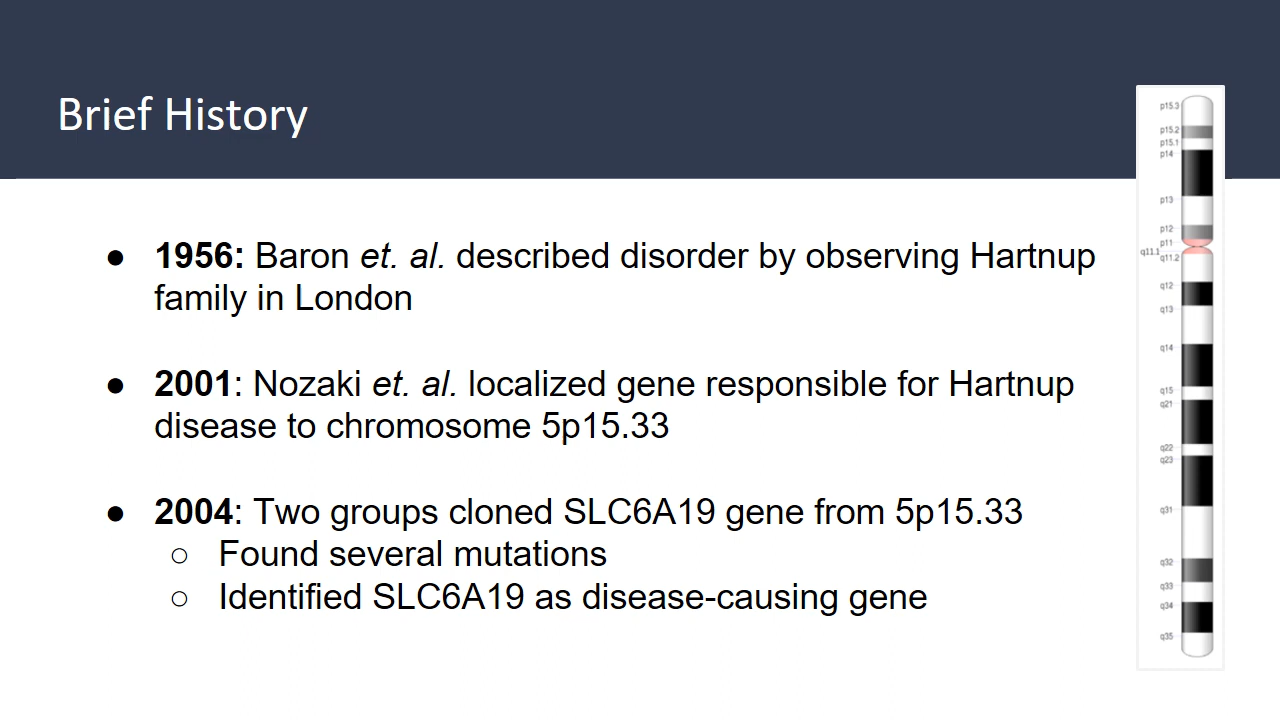 Brief History
● 1956: Baron et. al. described disorder by observing Hartnup
family in London
● 2001: Nozaki et. al. localized gene responsible for Hartnup
disease to chromosome 5p15.33
● 2004: Two groups cloned SLC6A19 gene from 5p15.33
○ Found several mutations
○ Identified SLC6A19 as disease-causing gene
p15.3
p15.2
p15.1
p14
p13
p12
p11
q11.1
q11.2
q12
q13
q14
q15
q21
q22
q23
q31
q32
q33
q34
q35